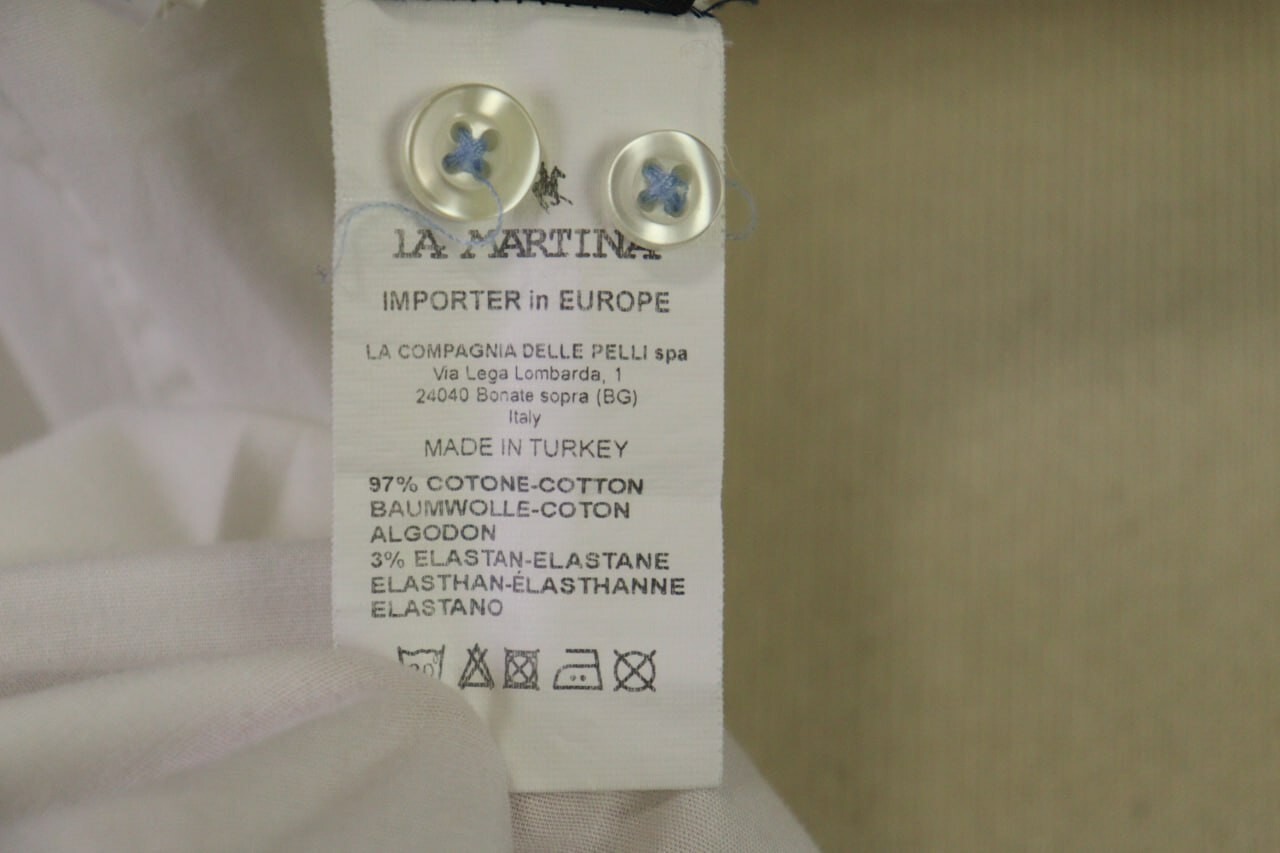 LA MARTINA
IMPORTER in EUROPE
LA COMPAGNIA DELLE PELLI spa
Via Lega Lombarda, 1
24040 Bonate sopra (BG)
Italy
MADE IN TURKEY
97% COTONE-COTTON
BAUMWOLLE-COTON
ALGODON
3% ELASTAN-ELASTANE
ELASTHAN-ÉLASTHANNE
ELASTANO